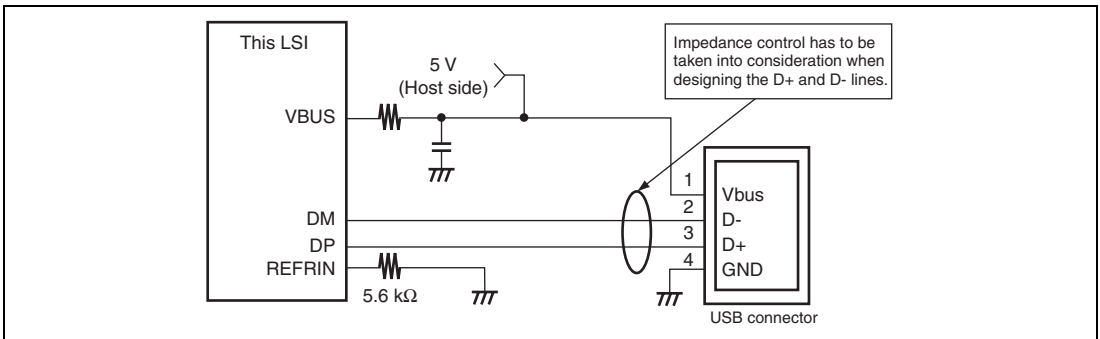 This LSI
5 V
(Host side)
Impedance control has to be
taken into consideration when
designing the D+ and D- lines.
VBUS
1
Vbus
2
D-
DM
3
D+
DP
4
GND
REFRIN
5.6 kΩ
USB connector